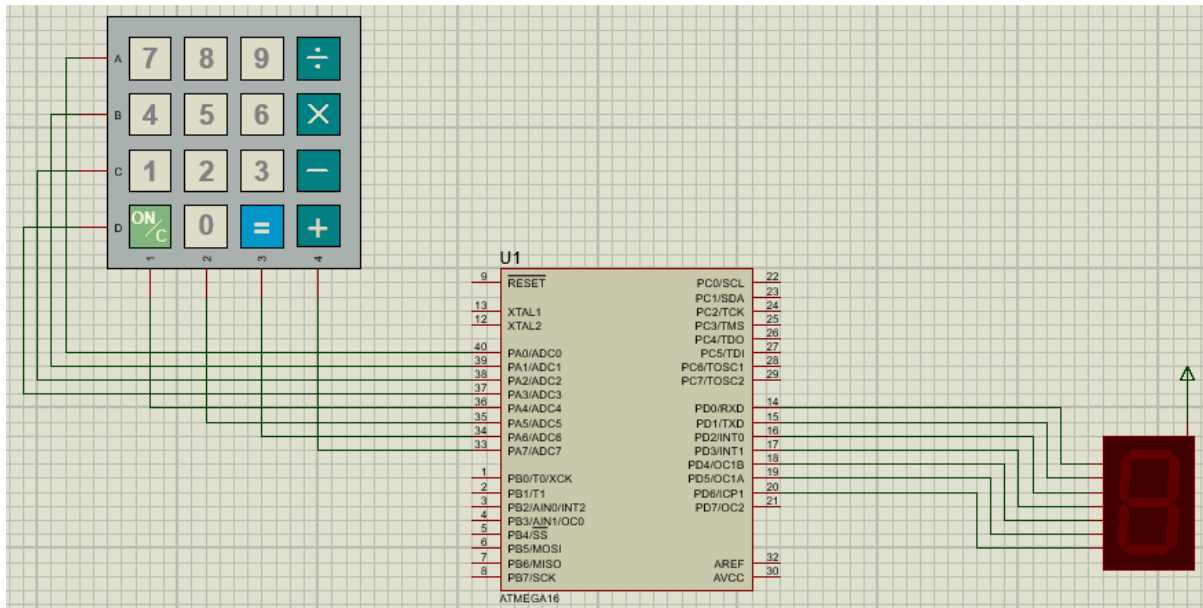 A 7 8 9 ÷
B 4 5 6 ×
C 1 2 3 −
D ON/C 0 = +
1 2 3 4
U1
9 RESET
13 XTAL1
12 XTAL2
40 PA0/ADC0
39 PA1/ADC1
38 PA2/ADC2
37 PA3/ADC3
36 PA4/ADC4
35 PA5/ADC5
34 PA6/ADC6
33 PA7/ADC7
1 PB0/T0/XCK
2 PB1/T1
3 PB2/AIN0/INT2
4 PB3/AIN1/OC0
5 PB4/SS
6 PB5/MOSI
7 PB6/MISO
8 PB7/SCK
PC0/SCL 22
PC1/SDA 23
PC2/TCK 24
PC3/TMS 25
PC4/TDO 26
PC5/TDI 27
PC6/TOSC1 28
PC7/TOSC2 29
PD0/RXD 14
PD1/TXD 15
PD2/INT0 16
PD3/INT1 17
PD4/OC1B 18
PD5/OC1A 19
PD6/ICP1 20
PD7/OC2 21
AREF 32
AVCC 30
ATMEGA16